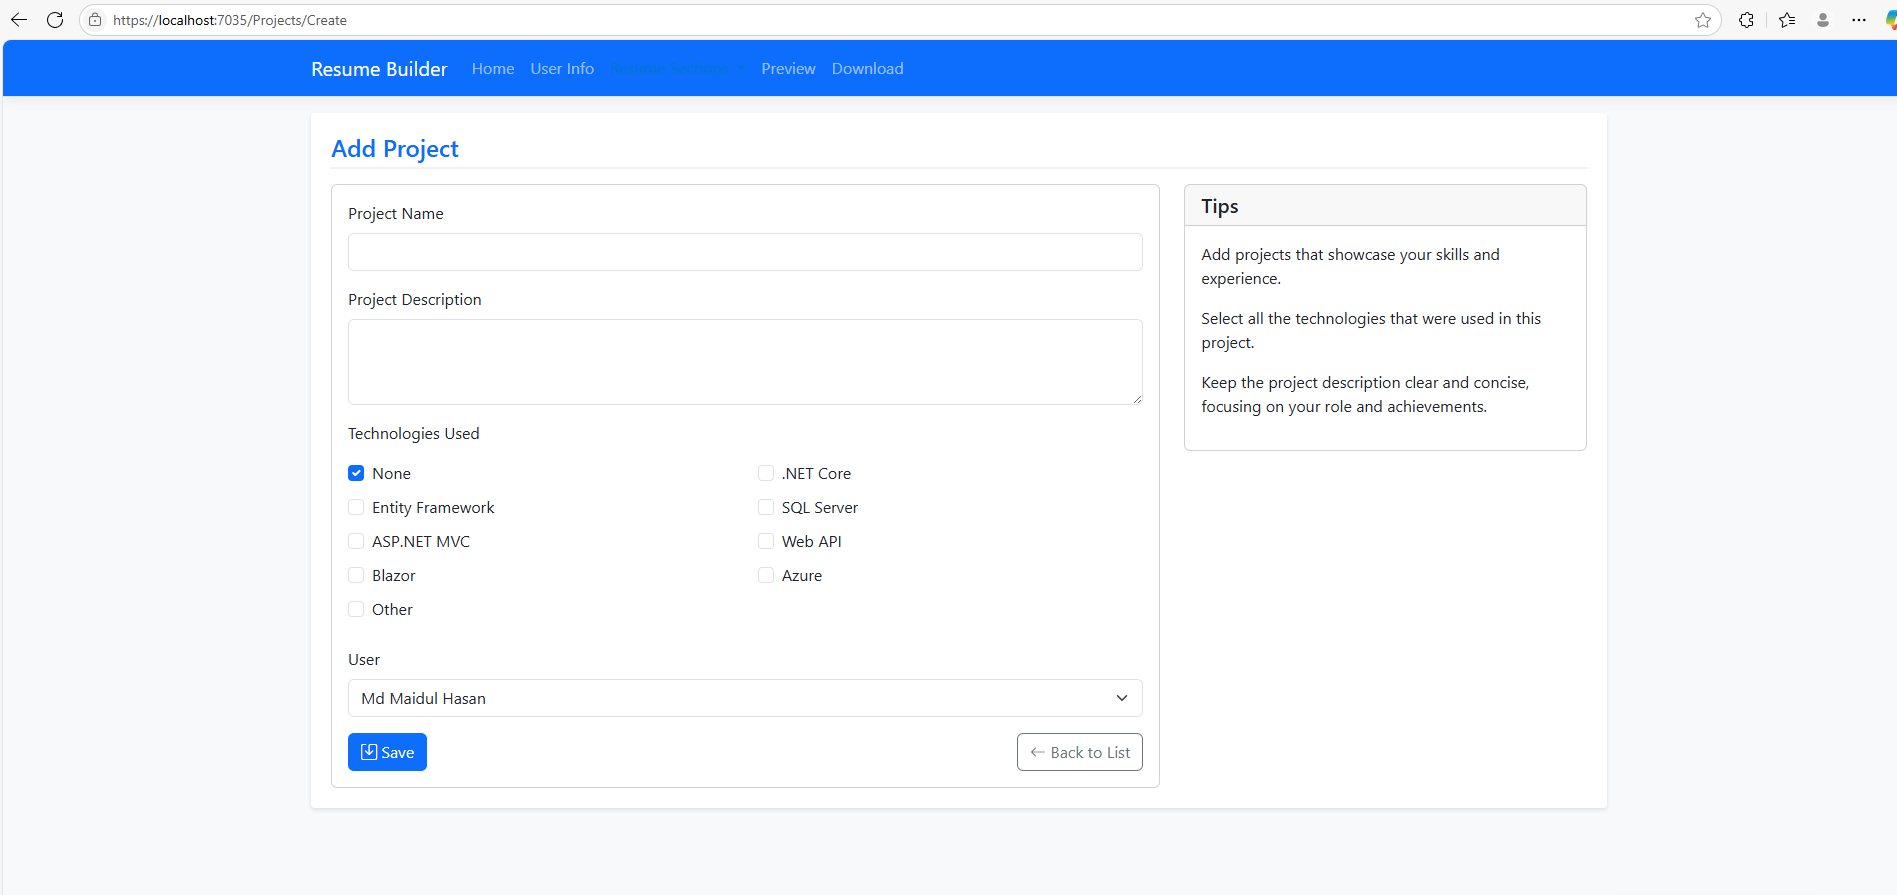 https://localhost:7035/Projects/Create
Resume Builder Home User Info Resume Sections Preview Download
Add Project
Project Name
Project Description
Technologies Used
None
.NET Core
Entity Framework
SQL Server
ASP.NET MVC
Web API
Blazor
Azure
Other
User
Md Maidul Hasan
Save
Back to List
Tips
Add projects that showcase your skills and
experience.
Select all the technologies that were used in this
project.
Keep the project description clear and concise,
focusing on your role and achievements.